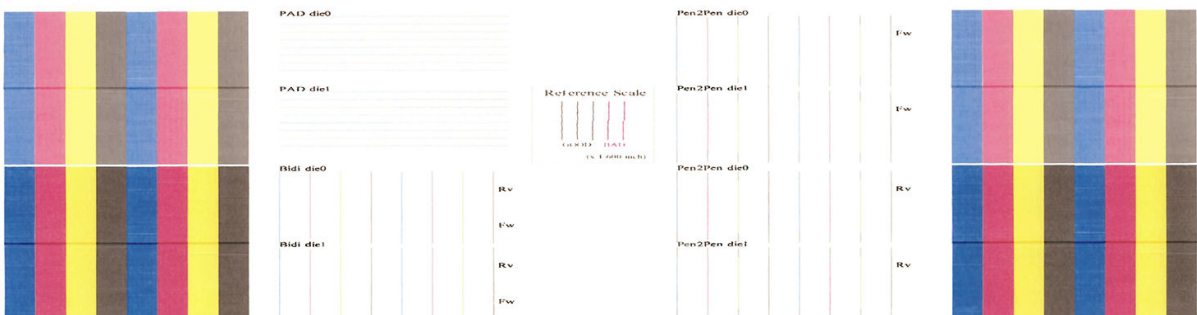 PAD die0
PAD die1
Bidi die0
Rv
Fw
Bidi die1
Rv
Fw
Reference Scale
GOOD BAD
(x 1 600 inch)
Pen2Pen die0
Fw
Pen2Pen die1
Fw
Pen2Pen die0
Rv
Pen2Pen die1
Rv